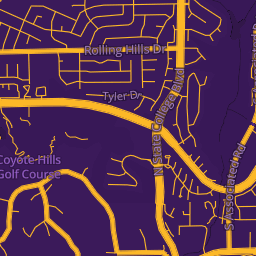 Rolling Hills Dr
Tyler Dr
N State College Blvd
Coyote Hills
Golf Course
S Associated Rd